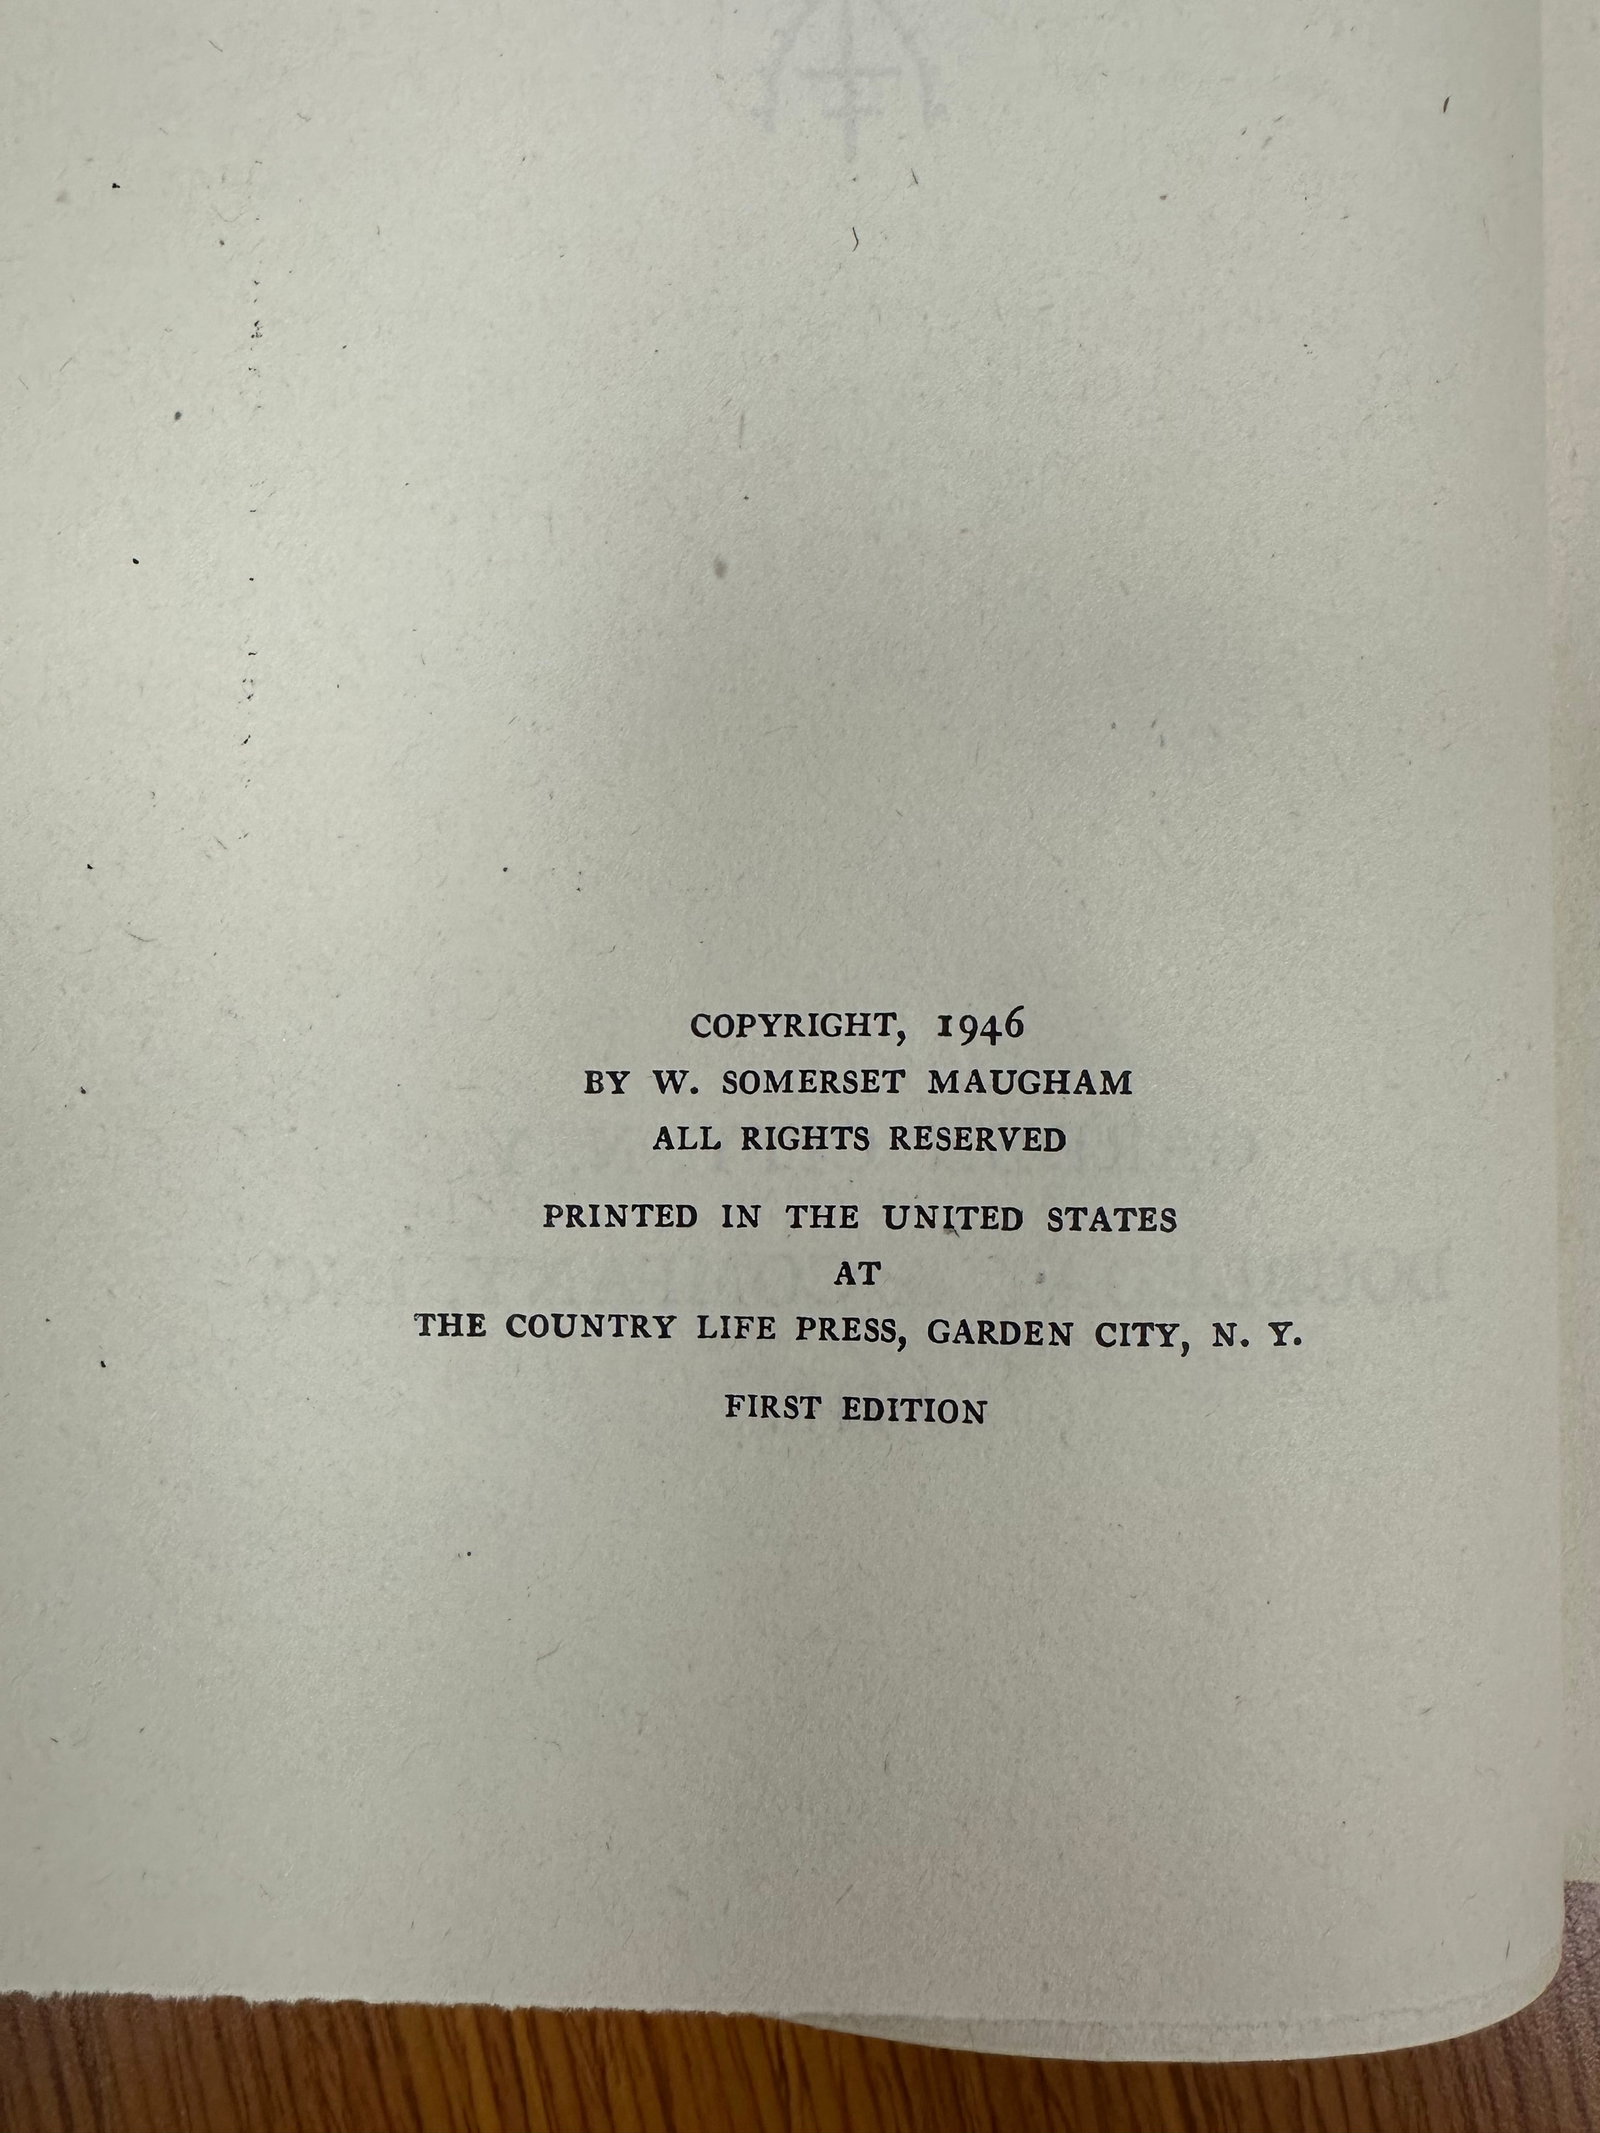 COPYRIGHT, 1946
BY W. SOMERSET MAUGHAM
ALL RIGHTS RESERVED
PRINTED IN THE UNITED STATES
AT
THE COUNTRY LIFE PRESS, GARDEN CITY, N. Y.
FIRST EDITION